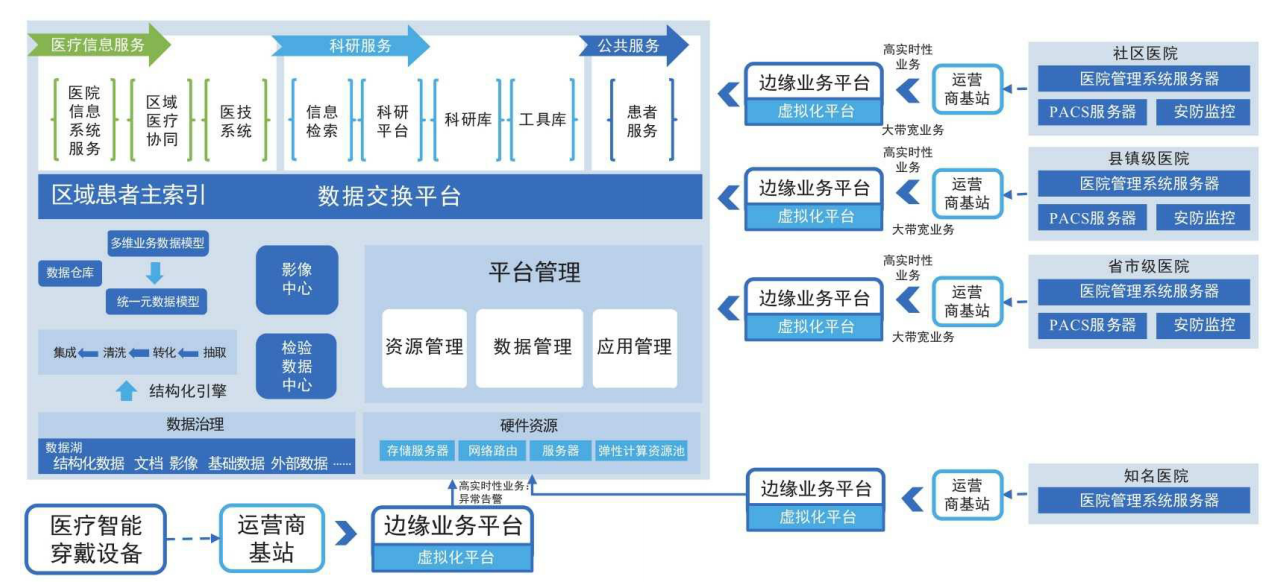 医疗信息服务
科研服务
公共服务
医院
信息
系统
服务
区域
医疗
协同
医技
系统
信息
检索
科研
平台
科研库
工具库
患者
服务
区域患者主索引
数据交换平台
多维业务数据模型
数据仓库
统一元数据模型
影像
中心
集成
清洗
转化
抽取
结构化引擎
检验
数据
中心
平台管理
资源管理
数据管理
应用管理
数据治理
数据湖
结构化数据 文档 影像 基础数据 外部数据 ......
硬件资源
存储服务器
网络路由
服务器
弹性计算资源池
边缘业务平台
虚拟化平台
高实时性
业务
大带宽业务
运营
商基站
社区医院
医院管理系统服务器
PACS服务器
安防监控
边缘业务平台
虚拟化平台
高实时性
业务
大带宽业务
运营
商基站
县镇级医院
医院管理系统服务器
PACS服务器
安防监控
边缘业务平台
虚拟化平台
高实时性
业务
大带宽业务
运营
商基站
省市级医院
医院管理系统服务器
PACS服务器
安防监控
边缘业务平台
虚拟化平台
运营
商基站
知名医院
医院管理系统服务器
医疗智能
穿戴设备
运营商
基站
边缘业务平台
虚拟化平台
高实时性业务：
异常告警